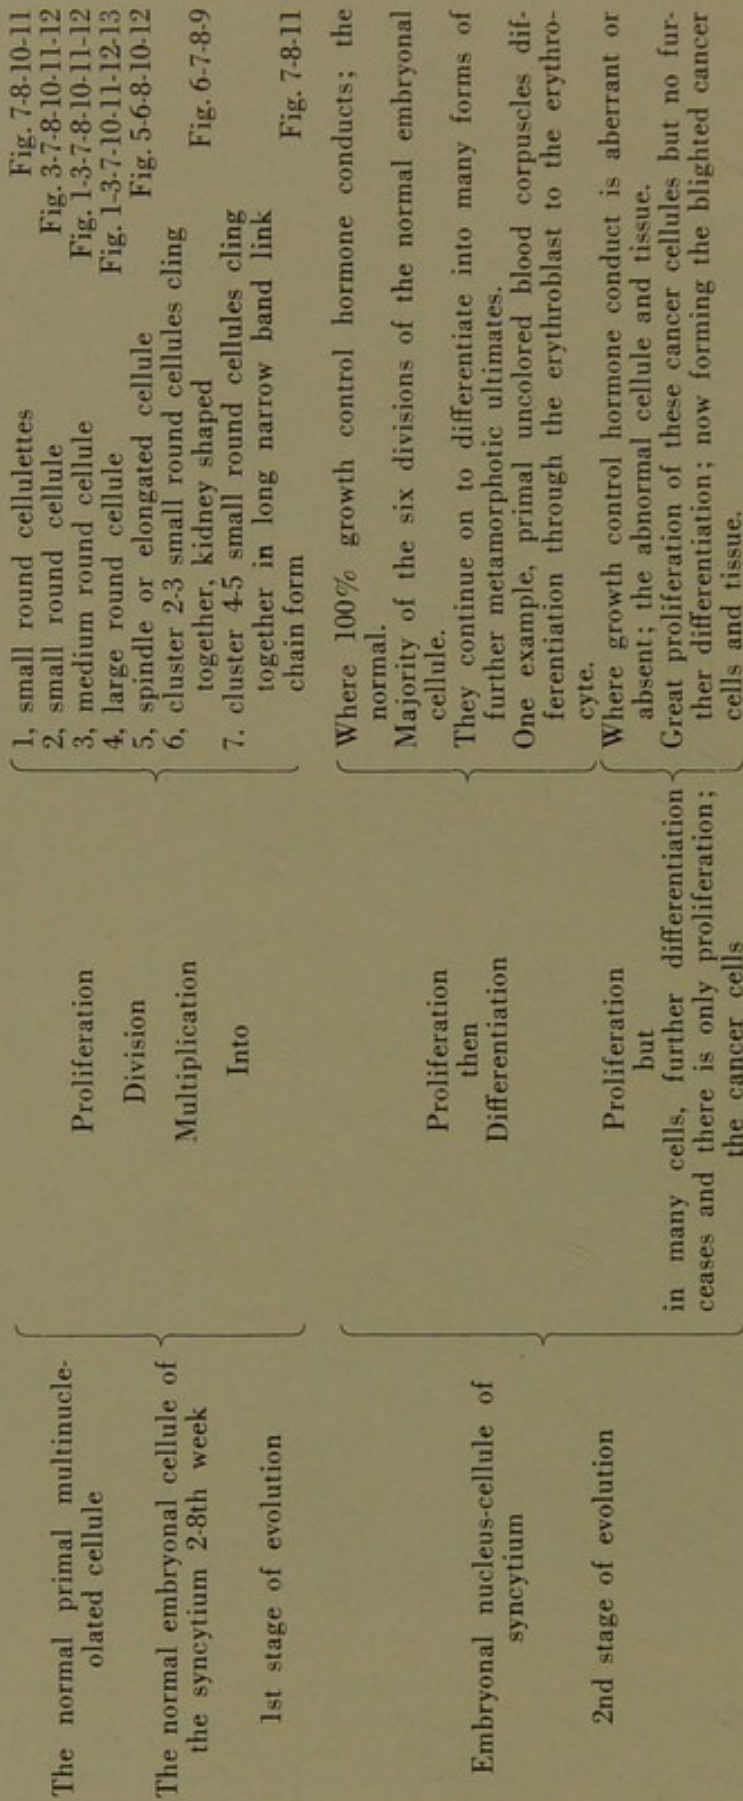 The normal primal multinucle-
olated cellule
The normal embryonal cellule of
the syncytium 2-8th week
1st stage of evolution
Proliferation
Division
Multiplication
Into
1, small round cellulettes Fig. 7-8-10-11
2, small round cellule Fig. 3-7-8-10-11-12
3, medium round cellule Fig. 1-3-7-8-10-11-12
4, large round cellule Fig. 1-3-7-10-11-12-13
5, spindle or elongated cellule Fig. 5-6-8-10-12
6, cluster 2-3 small round cellules cling
together, kidney shaped Fig. 6-7-8-9
7. cluster 4-5 small round cellules cling
together in long narrow band link
chain form Fig. 7-8-11
Embryonal nucleus-cellule of
syncytium
2nd stage of evolution
Proliferation
then
Differentiation
Where 100% growth control hormone conducts; the
normal.
Majority of the six divisions of the normal embryonal
cellule.
They continue on to differentiate into many forms of
further metamorphotic ultimates.
One example, primal uncolored blood corpuscles dif-
ferentiation through the erythroblast to the erythro-
cyte.
Proliferation
but
in many cells, further differentiation
ceases and there is only proliferation;
the cancer cells
Where growth control hormone conduct is aberrant or
absent; the abnormal cellule and tissue.
Great proliferation of these cancer cellules but no fur-
ther differentiation; now forming the blighted cancer
cells and tissue.